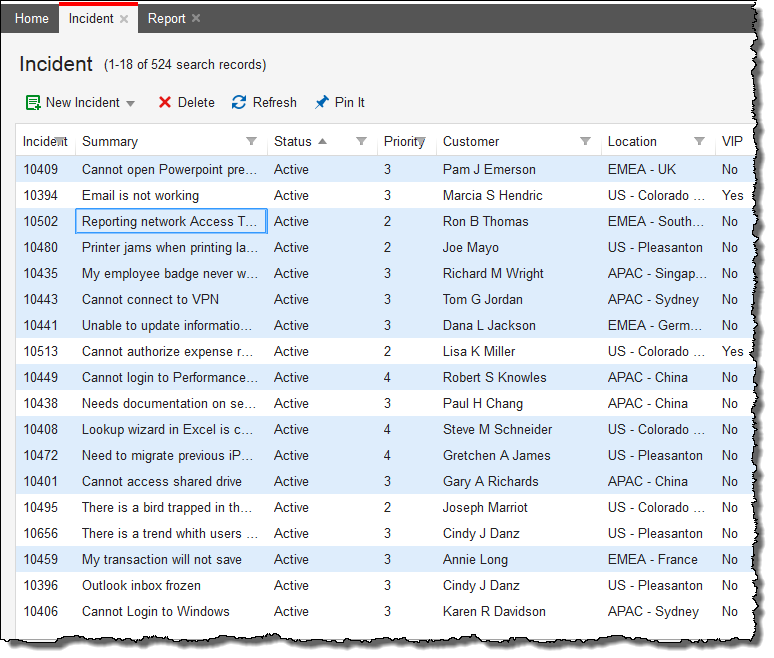 Home Incident Report
Incident (1-18 of 524 search records)
New Incident Delete Refresh Pin It
Incident Summary Status Priority Customer Location VIP
10409 Cannot open Powerpoint pre... Active 3 Pam J Emerson EMEA - UK No
10394 Email is not working Active 3 Marcia S Hendric US - Colorado ... Yes
10502 Reporting network Access T... Active 2 Ron B Thomas EMEA - South... No
10480 Printer jams when printing la... Active 2 Joe Mayo US - Pleasanton No
10435 My employee badge never w... Active 3 Richard M Wright APAC - Singap... No
10443 Cannot connect to VPN Active 3 Tom G Jordan APAC - Sydney No
10441 Unable to update informatio... Active 3 Dana L Jackson EMEA - Germ... No
10513 Cannot authorize expense r... Active 2 Lisa K Miller US - Colorado ... Yes
10449 Cannot login to Performance... Active 4 Robert S Knowles APAC - China No
10438 Needs documentation on se... Active 3 Paul H Chang APAC - China No
10408 Lookup wizard in Excel is c... Active 4 Steve M Schneider US - Colorado ... No
10472 Need to migrate previous iP... Active 4 Gretchen A James US - Pleasanton No
10401 Cannot access shared drive Active 3 Gary A Richards APAC - China No
10495 There is a bird trapped in th... Active 2 Joseph Marriot US - Colorado ... No
10656 There is a trend whith users ... Active 3 Cindy J Danz US - Pleasanton No
10459 My transaction will not save Active 3 Annie Long EMEA - France No
10396 Outlook inbox frozen Active 3 Cindy J Danz US - Pleasanton No
10406 Cannot Login to Windows Active 3 Karen R Davidson APAC - Sydney No